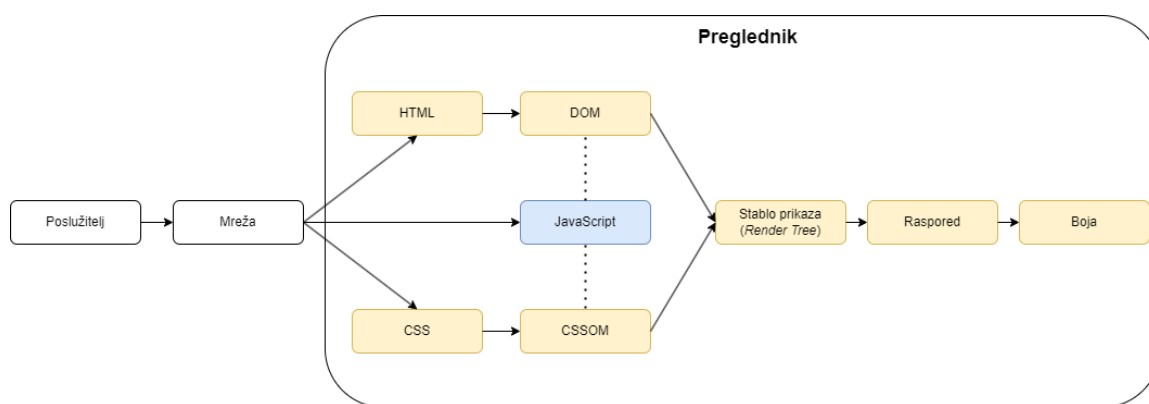 Preglednik
HTML
DOM
Poslužitelj
Mreža
JavaScript
Stablo prikaza
(Render Tree)
Raspored
Boja
CSS
CSSOM